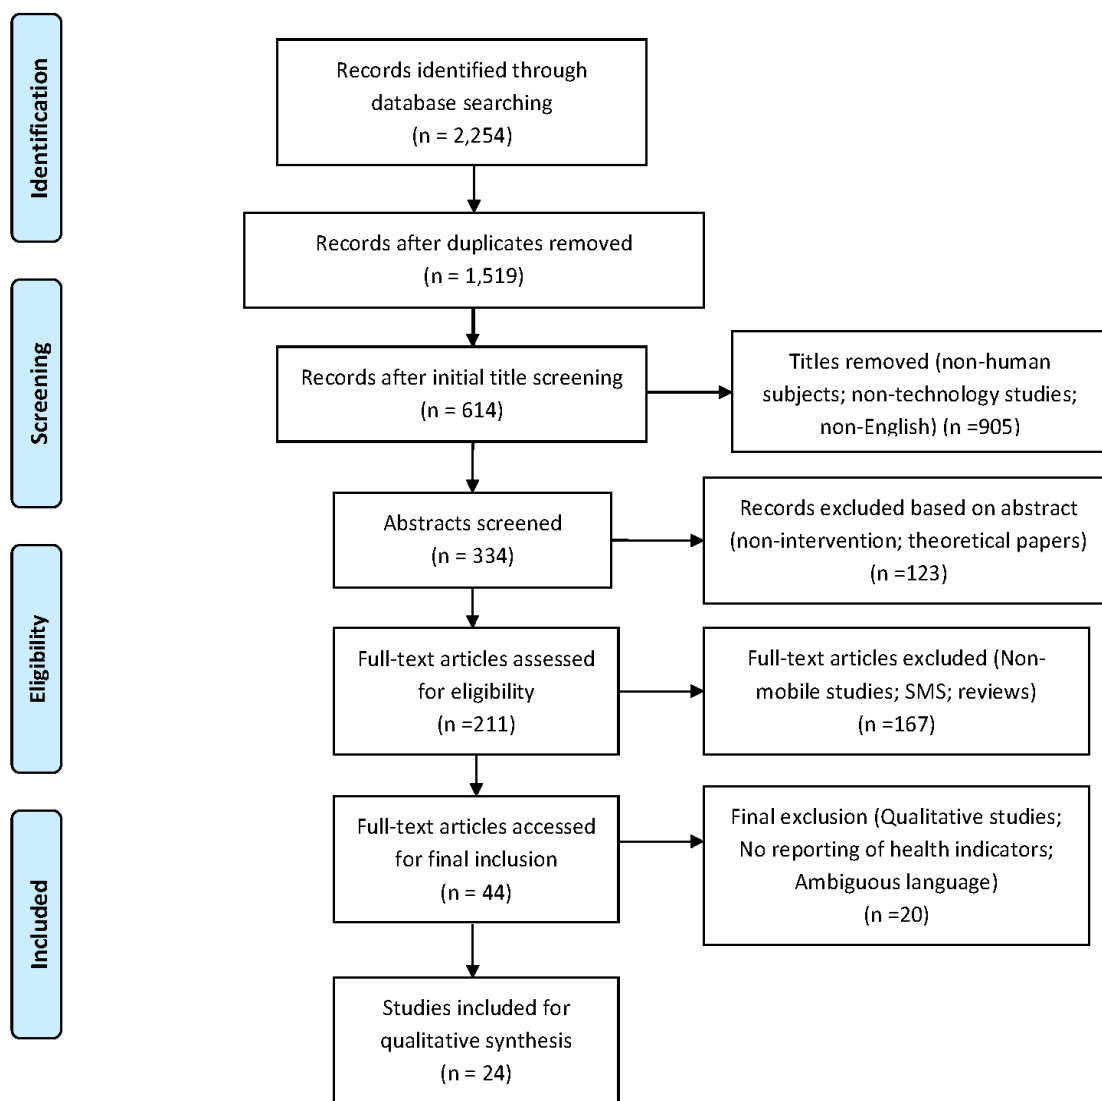 Identification
Records identified through
database searching
(n = 2,254)
Records after duplicates removed
(n = 1,519)
Screening
Records after initial title screening
(n = 614)
Titles removed (non-human
subjects; non-technology studies;
non-English) (n =905)
Abstracts screened
(n = 334)
Records excluded based on abstract
(non-intervention; theoretical papers)
(n =123)
Eligibility
Full-text articles assessed
for eligibility
(n =211)
Full-text articles excluded (Non-
mobile studies; SMS; reviews)
(n =167)
Included
Full-text articles accessed
for final inclusion
(n = 44)
Final exclusion (Qualitative studies;
No reporting of health indicators;
Ambiguous language)
(n =20)
Studies included for
qualitative synthesis
(n = 24)